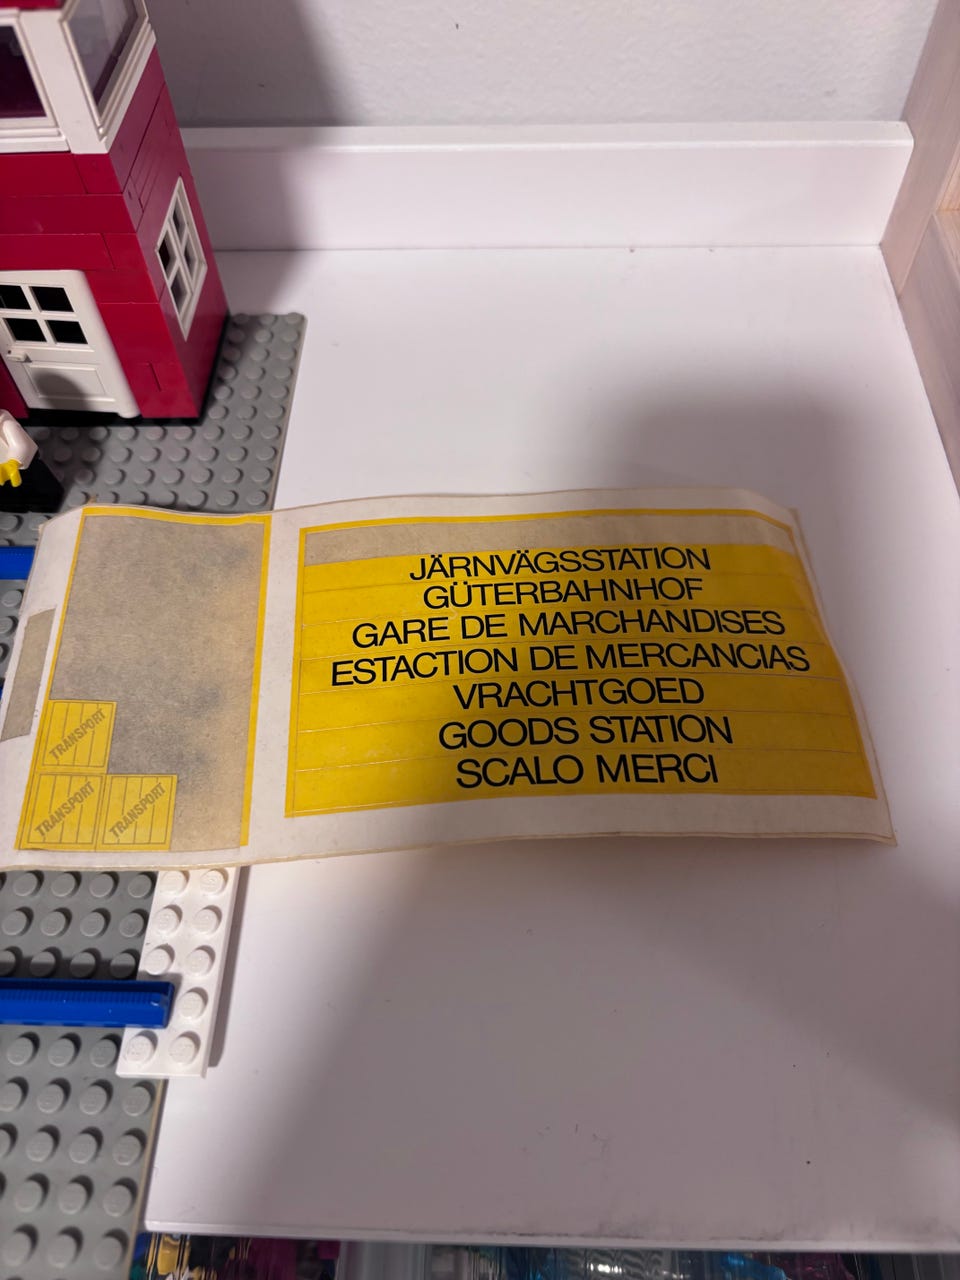 JÄRNVÄGSSTATION
GÜTERBAHNHOF
GARE DE MARCHANDISES
ESTACTION DE MERCANCIAS
VRACHTGOED
GOODS STATION
SCALO MERCI
TRANSPORT
TRANSPORT
TRANSPORT